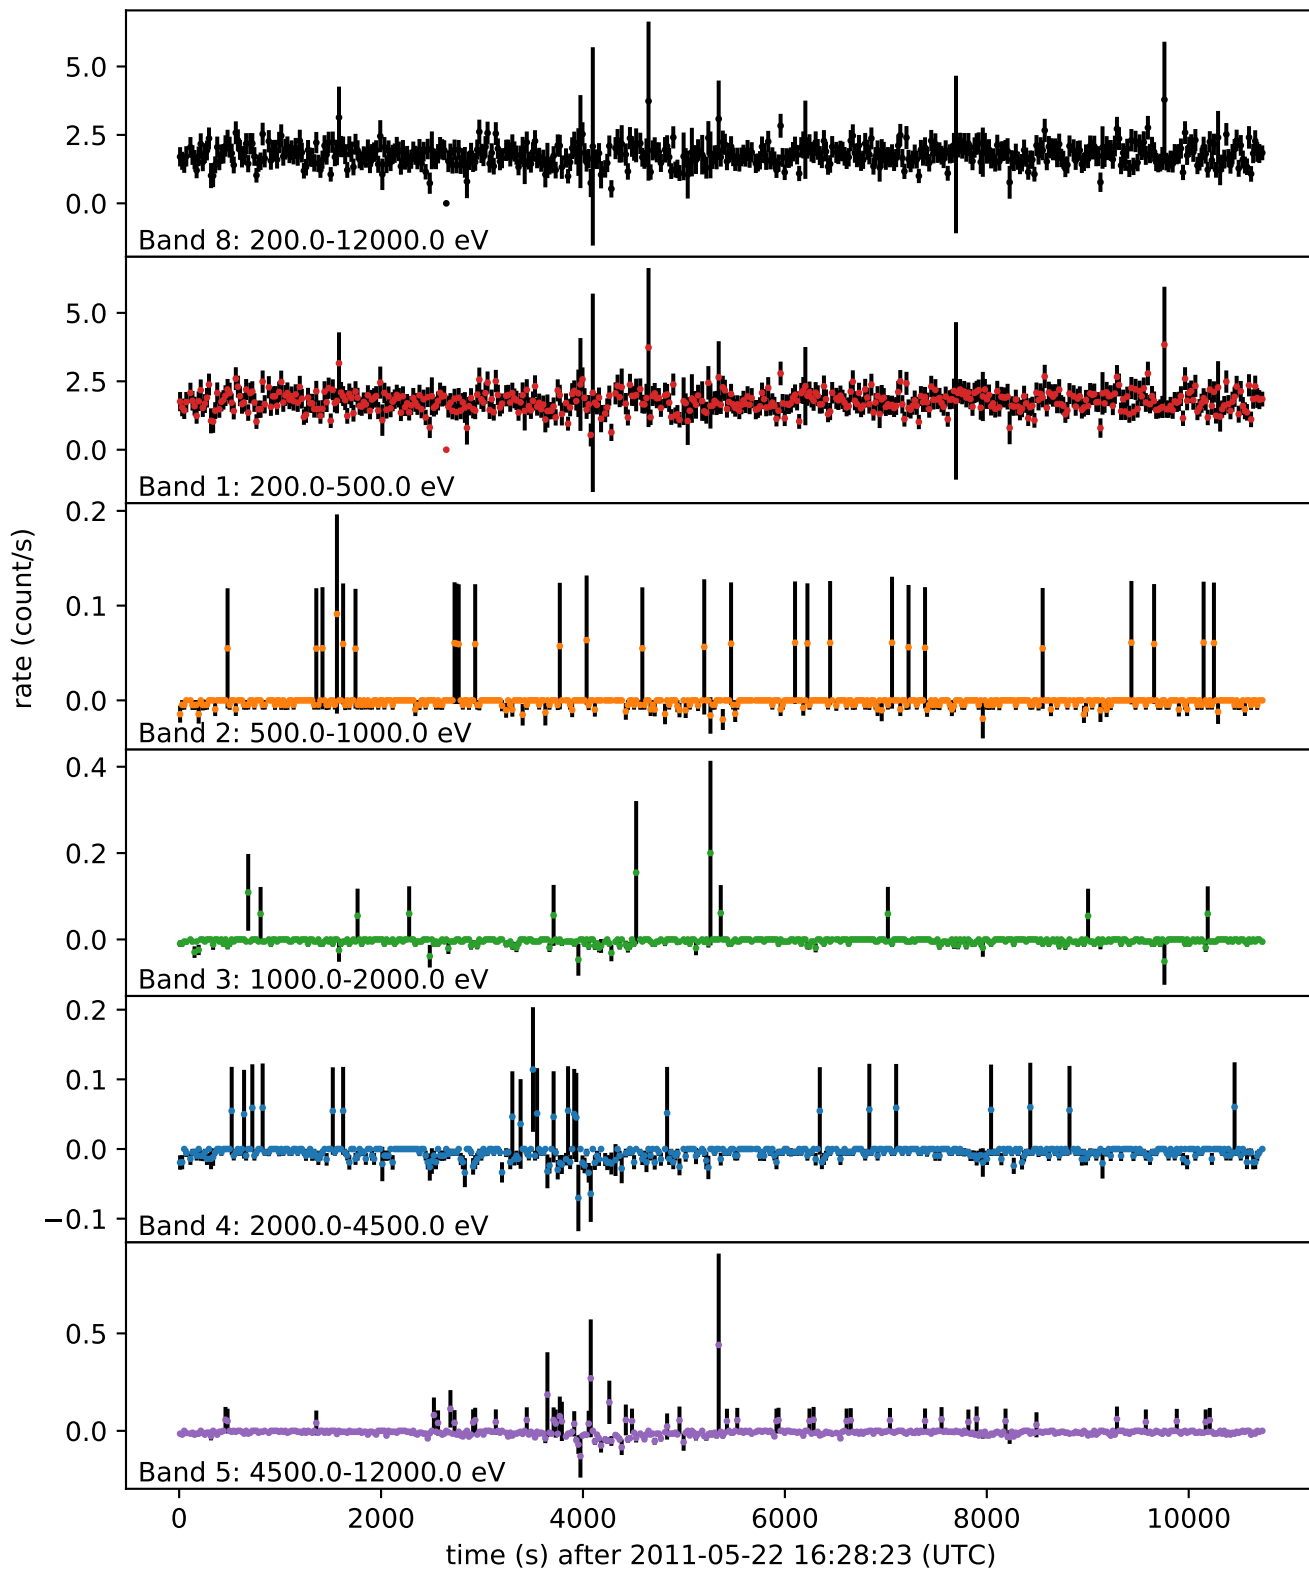 5.0
2.5
0.0
Band 8: 200.0-12000.0 eV
5.0
2.5
0.0
Band 1: 200.0-500.0 eV
rate (count/s)
0.2
0.1
0.0
Band 2: 500.0-1000.0 eV
0.4
0.2
0.0
Band 3: 1000.0-2000.0 eV
0.2
0.1
0.0
−0.1
Band 4: 2000.0-4500.0 eV
0.5
0.0
Band 5: 4500.0-12000.0 eV
0 2000 4000 6000 8000 10000
time (s) after 2011-05-22 16:28:23 (UTC)